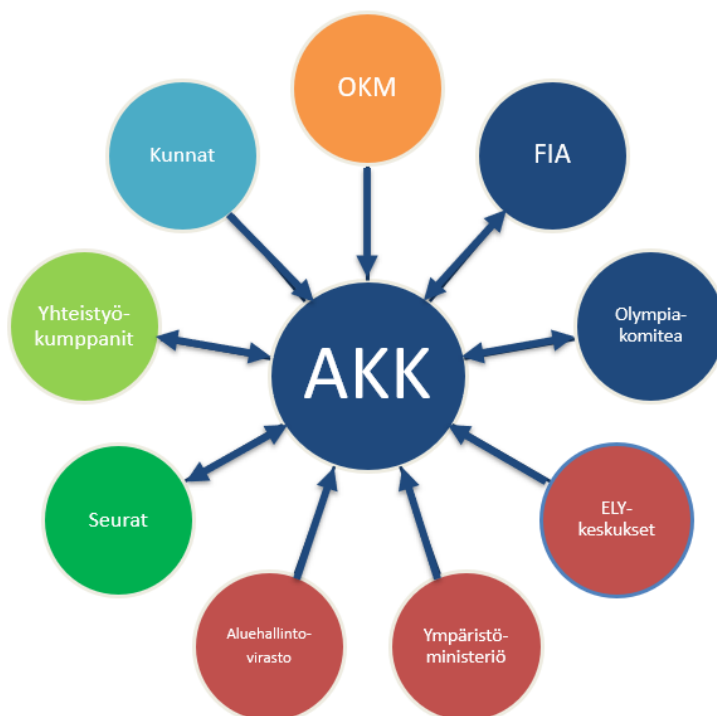 OKM
FIA
Olympia-
komitea
ELY-
keskukset
Ympäristö-
ministeriö
Aluehallinto-
virasto
Seurat
Yhteistyö-
kumppanit
Kunnat
AKK